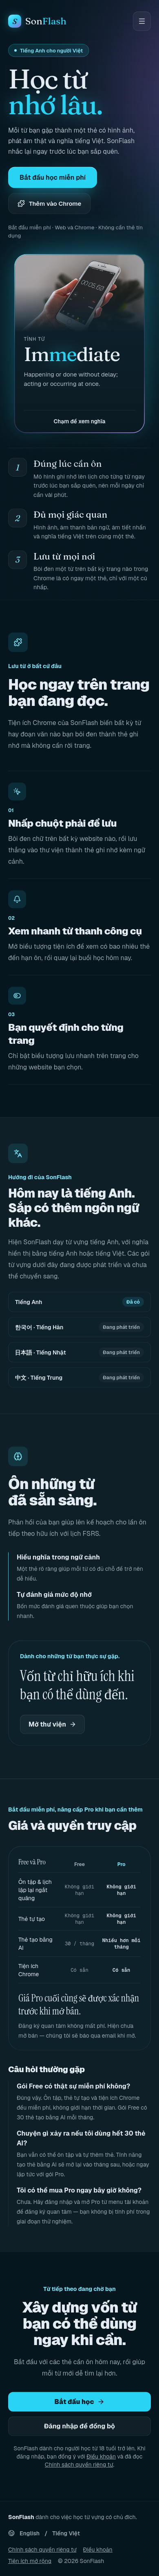 S SonFlash
Tiếng Anh cho người Việt
Học từ
nhớ lâu.
Mỗi từ bạn gặp thành một thẻ có hình ảnh,
phát âm thật và nghĩa tiếng Việt. SonFlash
nhắc lại ngay trước lúc bạn sắp quên.
Bắt đầu học miễn phí
Thêm vào Chrome
Bắt đầu miễn phí · Web và Chrome · Không cần thẻ tín
dụng
TÍNH TỪ
Immediate
Happening or done without delay;
acting or occurring at once.
Chạm để xem nghĩa
1
Đúng lúc cần ôn
Mô hình ghi nhớ lên lịch cho từng từ ngay
trước lúc bạn sắp quên, nên mỗi ngày chỉ
cần vài phút.
2
Đủ mọi giác quan
Hình ảnh, âm thanh bản ngữ, âm tiết nhấn
và nghĩa tiếng Việt trên cùng một thẻ.
3
Lưu từ mọi nơi
Bôi đen một từ trên bất kỳ trang nào trong
Chrome là có ngay một thẻ, chỉ với một cú
nhấp.
Lưu từ ở bất cứ đâu
Học ngay trên trang
bạn đang đọc.
Tiện ích Chrome của SonFlash biến bất kỳ từ
hay đoạn văn nào bạn bôi đen thành thẻ ghi
nhớ mà không cần rời trang.
01
Nhấp chuột phải để lưu
Bôi đen chữ trên bất kỳ website nào, rồi lưu
thẳng vào thư viện thành thẻ ghi nhớ kèm ngữ
cảnh.
02
Xem nhanh từ thanh công cụ
Mở biểu tượng tiện ích để xem có bao nhiêu thẻ
đến hạn ôn, rồi quay lại buổi học hôm nay.
03
Bạn quyết định cho từng
trang
Chỉ bật biểu tượng lưu nhanh trên trang cho
những website bạn chọn.
Hướng đi của SonFlash
Hôm nay là tiếng Anh.
Sắp có thêm ngôn ngữ
khác.
Hiện SonFlash dạy từ vựng tiếng Anh, với nghĩa
hiển thị bằng tiếng Anh hoặc tiếng Việt. Các gói
từ vựng dưới đây đang được phát triển và chưa
thể chuyển sang.
Tiếng Anh
Đã có
한국어 · Tiếng Hàn
Đang phát triển
日本語 · Tiếng Nhật
Đang phát triển
中文 · Tiếng Trung
Đang phát triển
Ôn những từ
đã sẵn sàng.
Phản hồi của bạn giúp lên kế hoạch cho lần ôn
tiếp theo hữu ích với lịch FSRS.
Hiểu nghĩa trong ngữ cảnh
Một thẻ rõ ràng giúp mỗi từ có đủ chỗ để trở nên
dễ hiểu.
Tự đánh giá mức độ nhớ
Bốn mức đánh giá quen thuộc giúp bạn chọn
nhanh.
Dành cho những từ bạn thực sự gặp.
Vốn từ chỉ hữu ích khi
bạn có thể dùng đến.
Mở thư viện →
Bắt đầu miễn phí, nâng cấp Pro khi bạn cần thêm
Giá và quyền truy cập
Free và Pro
Free
Pro
Ôn tập & lịch
lặp lại ngắt
quãng
Không giới
hạn
Không giới
hạn
Thẻ tự tạo
Không giới
hạn
Không giới
hạn
Thẻ tạo bằng
AI
30 / tháng
Nhiều hơn mỗi
tháng
Tiện ích
Chrome
Có sẵn
Có sẵn
Giá Pro cuối cùng sẽ được xác nhận
trước khi mở bán.
Đăng ký quan tâm không mất phí. Hiện chưa
mở bán — chúng tôi sẽ báo qua email khi mở.
Câu hỏi thường gặp
Gói Free có thật sự miễn phí không?
Đúng vậy. Ôn tập, thẻ tự tạo và tiện ích Chrome
đều miễn phí, không giới hạn thời gian. Gói Free có
30 thẻ tạo bằng AI mỗi tháng.
Chuyện gì xảy ra nếu tôi dùng hết 30 thẻ
AI?
Bạn vẫn có thể ôn tập và tự thêm thẻ. Tính năng
tạo thẻ bằng AI sẽ mở lại vào tháng sau, hoặc ngay
lập tức với gói Pro.
Tôi có thể mua Pro ngay bây giờ không?
Chưa. Hãy đăng nhập và mở Pro từ menu tài khoản
để đăng ký quan tâm — bạn không bị tính phí trong
giai đoạn thử nghiệm.
Từ tiếp theo đang chờ bạn
Xây dựng vốn từ
bạn có thể dùng
ngay khi cần.
Bắt đầu với các thẻ cần ôn hôm nay, rồi giúp
mỗi từ mới dễ tìm lại hơn.
Bắt đầu học →
Đăng nhập để đồng bộ
SonFlash dành cho người học từ 18 tuổi trở lên. Khi
đăng nhập, bạn đồng ý với Điều khoản và đã đọc
Chính sách quyền riêng tư.
SonFlash dành cho việc học từ vựng có chủ đích.
English / Tiếng Việt
Chính sách quyền riêng tư Điều khoản
Tiện ích mở rộng © 2026 SonFlash